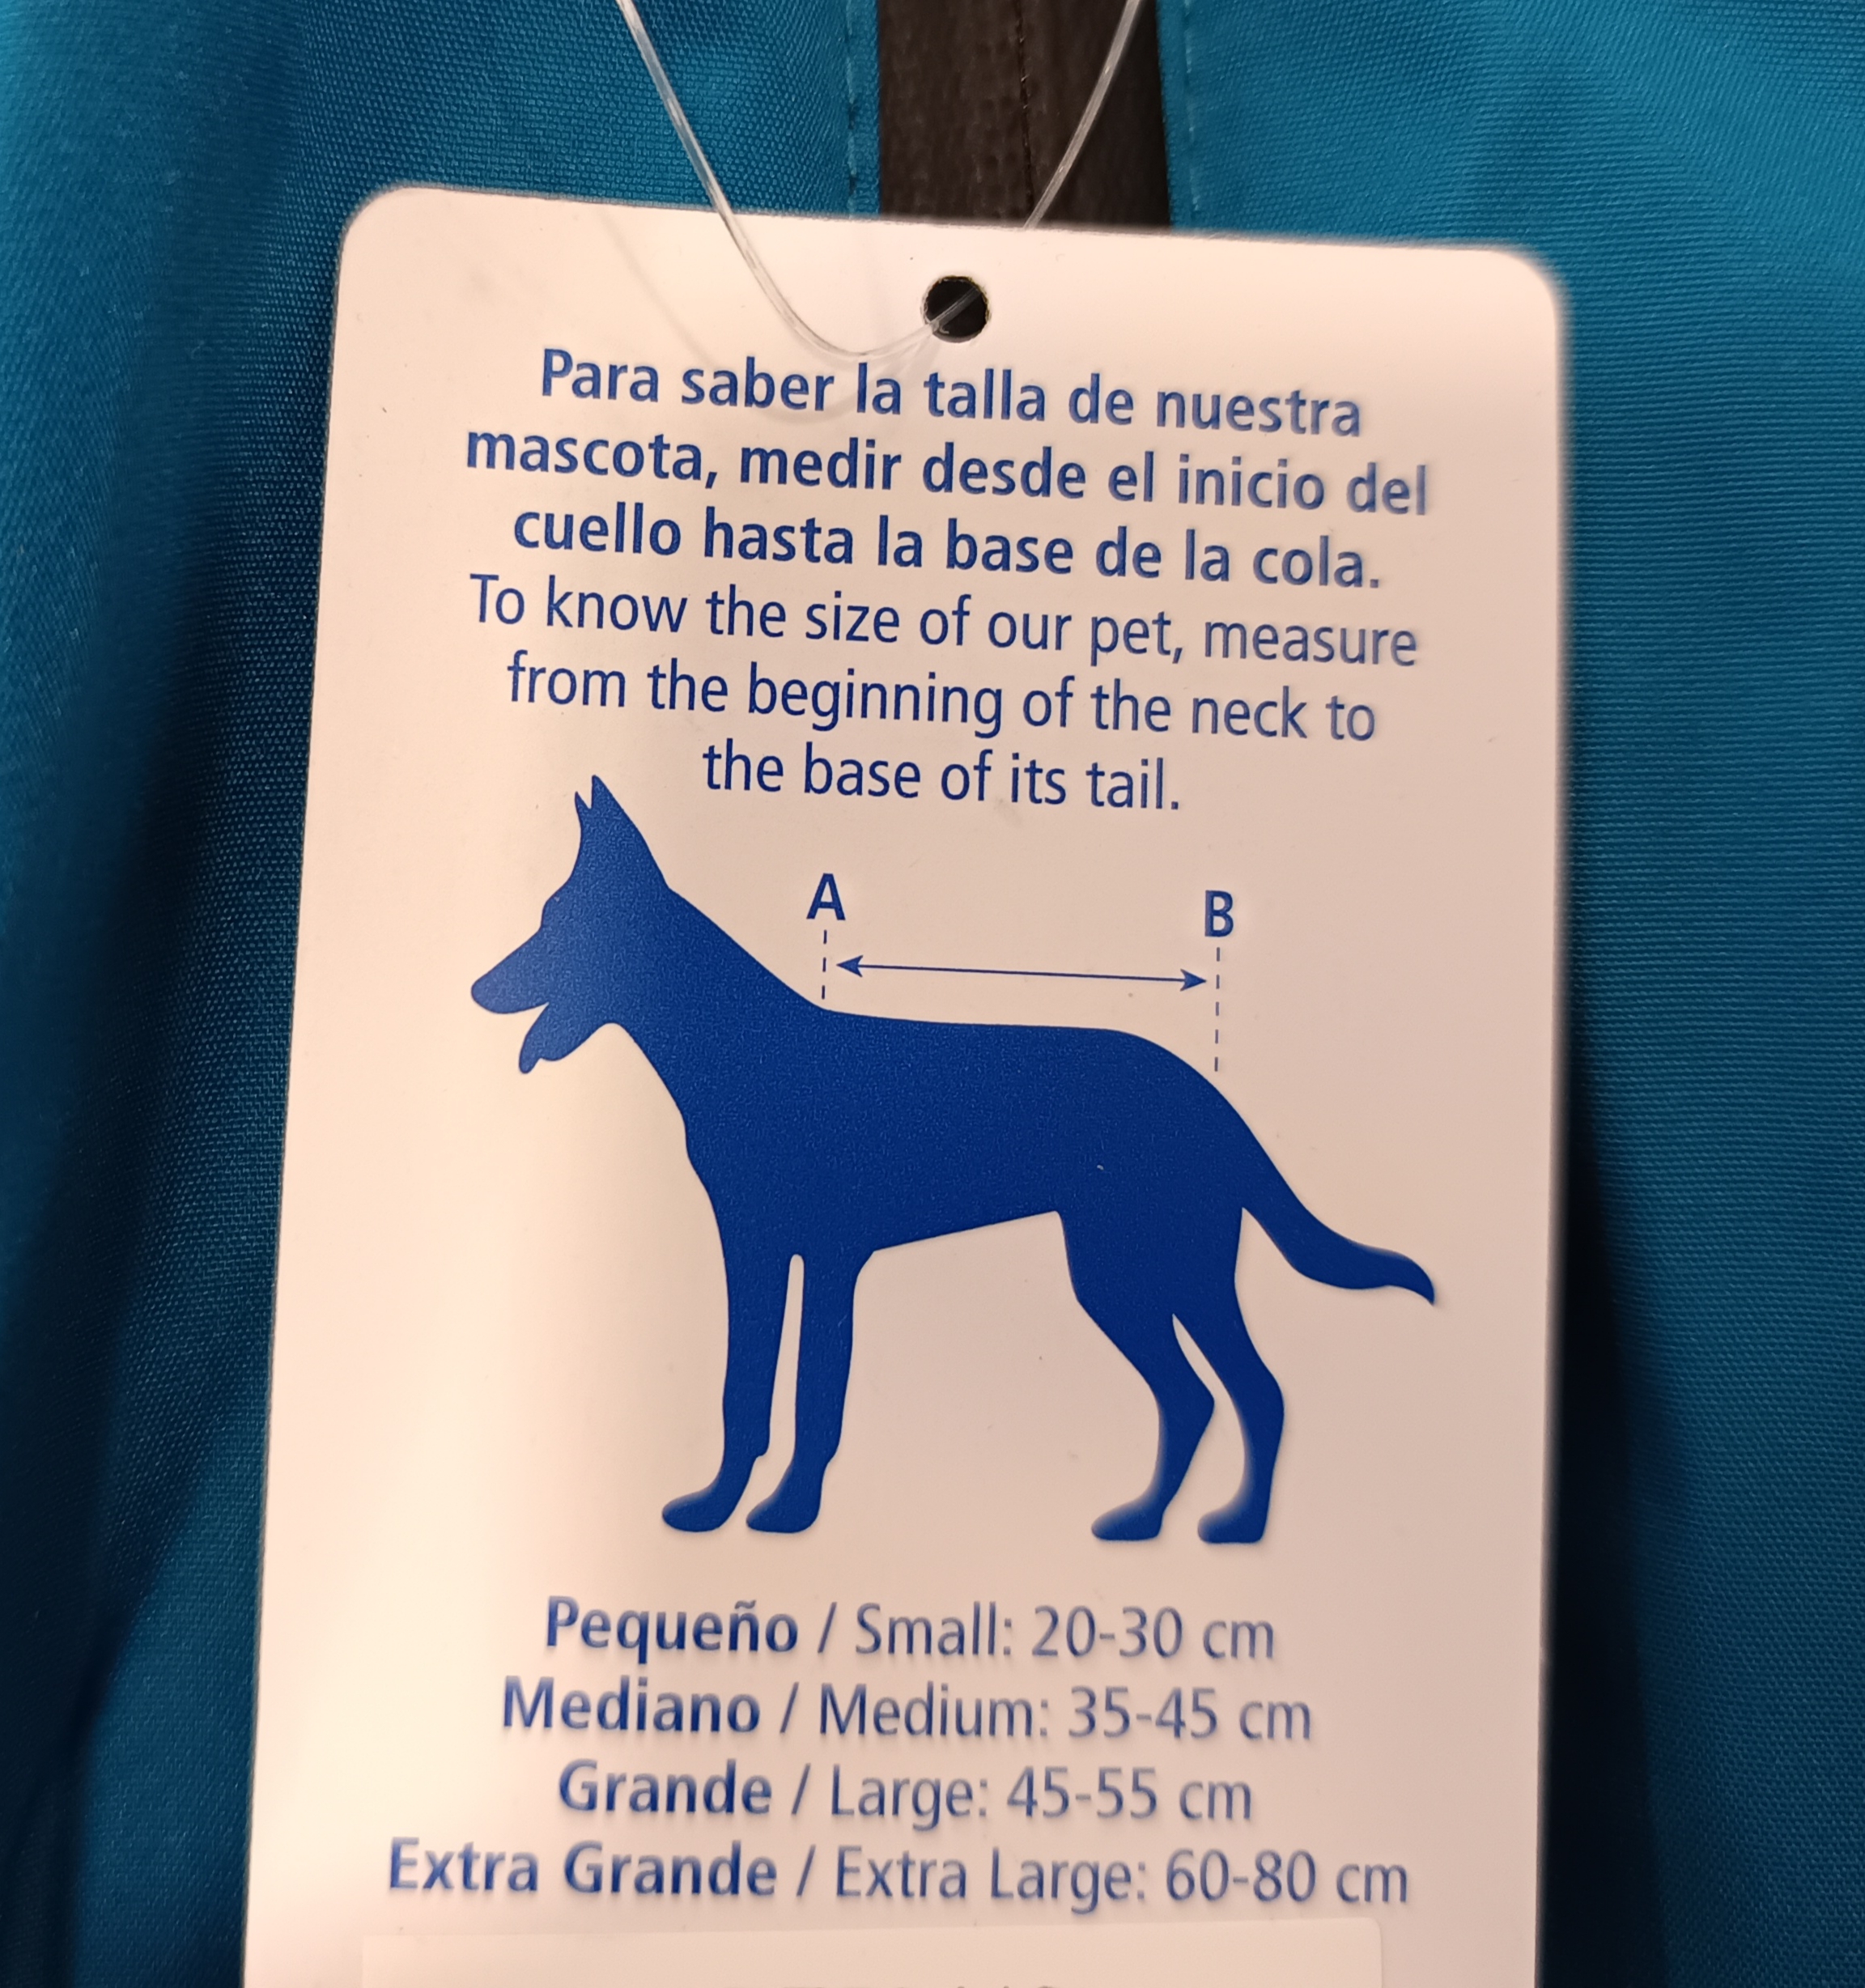 Para saber la talla de nuestra
mascota, medir desde el inicio del
cuello hasta la base de la cola.
To know the size of our pet, measure
from the beginning of the neck to
the base of its tail.
A
B
Pequeño / Small: 20-30 cm
Mediano / Medium: 35-45 cm
Grande / Large: 45-55 cm
Extra Grande / Extra Large: 60-80 cm